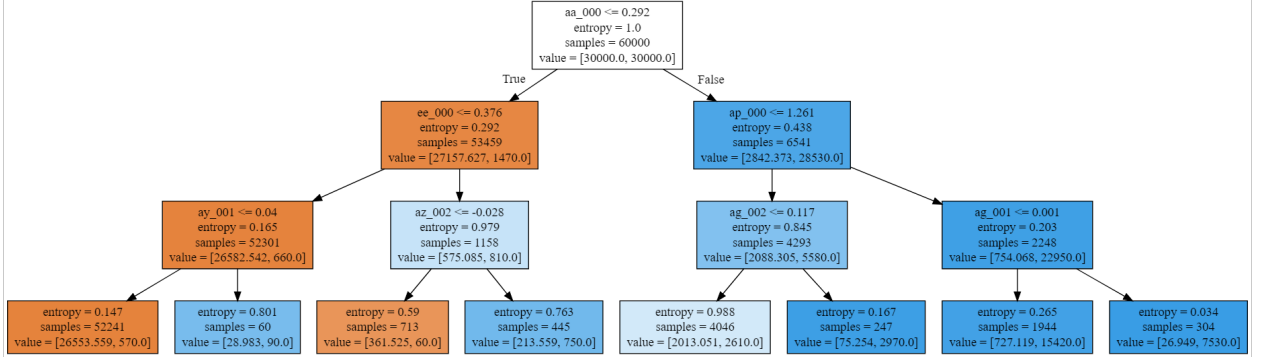 aa_000 <= 0.292
entropy = 1.0
samples = 60000
value = [30000.0, 30000.0]
True
False
ee_000 <= 0.376
entropy = 0.292
samples = 53459
value = [27157.627, 1470.0]
ap_000 <= 1.261
entropy = 0.438
samples = 6541
value = [2842.373, 28530.0]
ay_001 <= 0.04
entropy = 0.165
samples = 52301
value = [26582.542, 660.0]
az_002 <= -0.028
entropy = 0.979
samples = 1158
value = [575.085, 810.0]
ag_002 <= 0.117
entropy = 0.845
samples = 4293
value = [2088.305, 5580.0]
ag_001 <= 0.001
entropy = 0.203
samples = 2248
value = [754.068, 22950.0]
entropy = 0.147
samples = 52241
value = [26553.559, 570.0]
entropy = 0.801
samples = 60
value = [28.983, 90.0]
entropy = 0.59
samples = 713
value = [361.525, 60.0]
entropy = 0.763
samples = 445
value = [213.559, 750.0]
entropy = 0.988
samples = 4046
value = [2013.051, 2610.0]
entropy = 0.167
samples = 247
value = [75.254, 2970.0]
entropy = 0.265
samples = 1944
value = [727.119, 15420.0]
entropy = 0.034
samples = 304
value = [26.949, 7530.0]